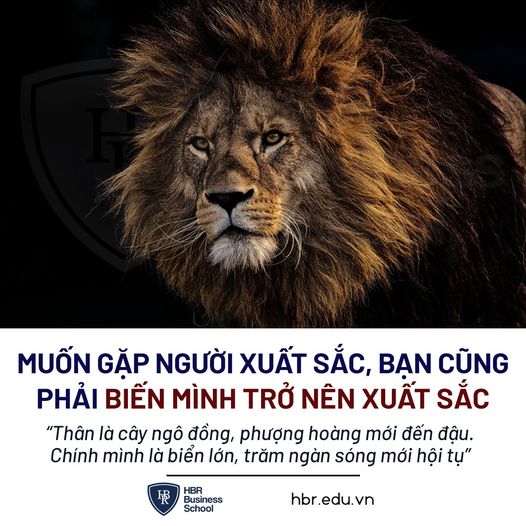 MUỐN GẶP NGƯỜI XUẤT SẮC, BẠN CŨNG
PHẢI BIẾN MÌNH TRỞ NÊN XUẤT SẮC
“Thân là cây ngô đồng, phượng hoàng mới đến đậu.
Chính mình là biển lớn, trăm ngàn sóng mới hội tụ”
HBR
Business
School
hbr.edu.vn